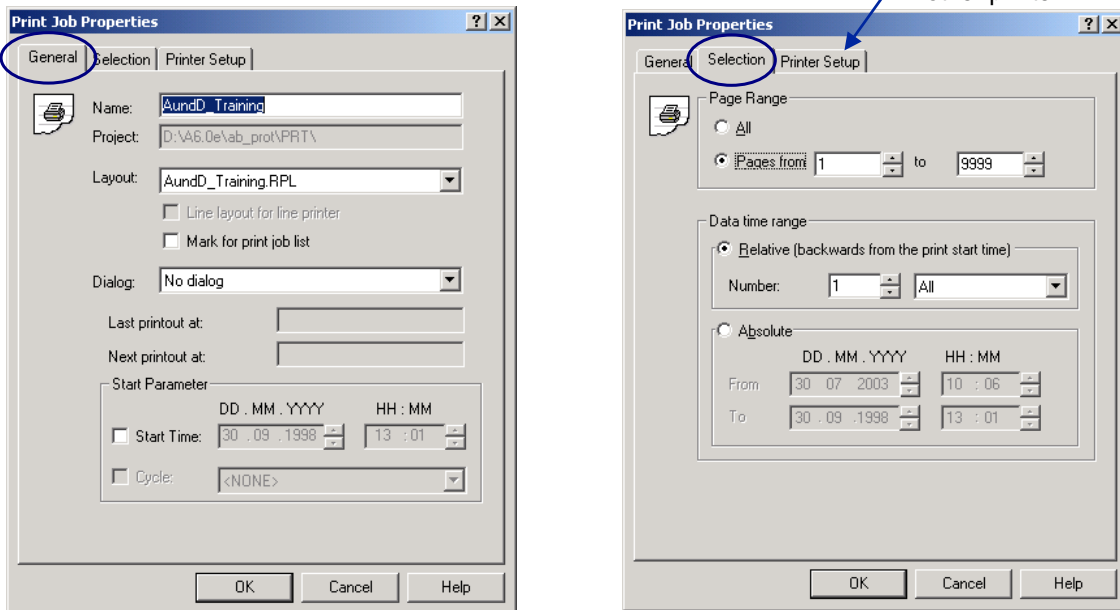 Print Job Properties
General Selection Printer Setup
Name: AundD_Training
Project: D:\A6.0e\ab_prot\PRT\
Layout: AundD_Training.RPL
Line layout for line printer
Mark for print job list
Dialog: No dialog
Last printout at:
Next printout at:
Start Parameter
DD . MM . YYYY HH : MM
Start Time: 30 . 09 . 1998 13 : 01
Cycle: <NONE>
OK Cancel Help
Print Job Properties
General Selection Printer Setup
Page Range
All
Pages from 1 to 9999
Data time range
Relative (backwards from the print start time)
Number: 1 All
Absolute
DD . MM . YYYY HH : MM
From 30 07 2003 10 : 06
To 30 . 09 . 1998 13 : 01
OK Cancel Help